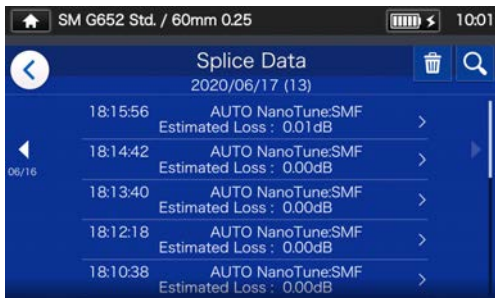 SM G652 Std. / 60mm 0.25 10:01
Splice Data
2020/06/17 (13)
18:15:56 AUTO NanoTune:SMF
Estimated Loss : 0.01dB
18:14:42 AUTO NanoTune:SMF
Estimated Loss : 0.00dB
06/16
18:13:40 AUTO NanoTune:SMF
Estimated Loss : 0.00dB
18:12:18 AUTO NanoTune:SMF
Estimated Loss : 0.00dB
18:10:38 AUTO NanoTune:SMF
Estimated Loss : 0.00dB